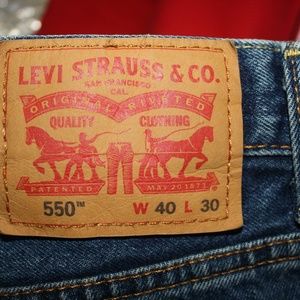 LEVI STRAUSS & CO.
SAN FRANCISCO
CAL.
ORIGINAL RIVETED
QUALITY CLOTHING
PATENTED MAY 20 1873
550™ W 40 L 30